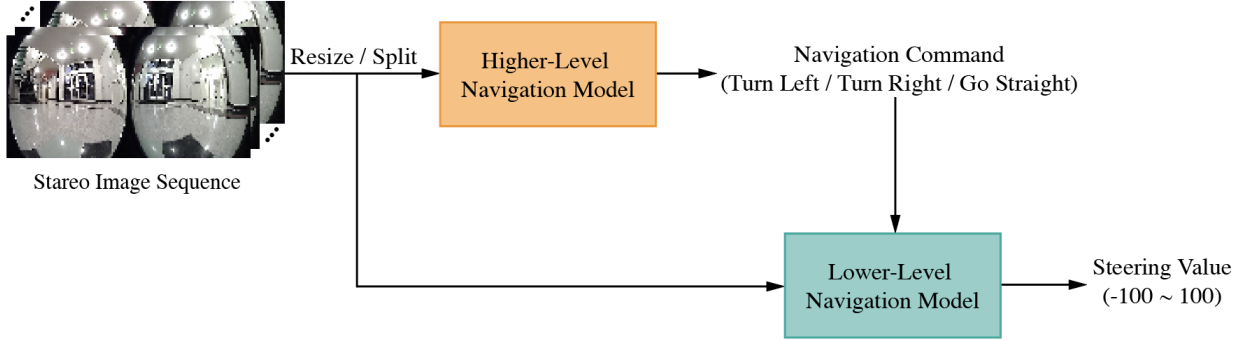 Resize / Split
Higher-Level
Navigation Model
Navigation Command
(Turn Left / Turn Right / Go Straight)
Stareo Image Sequence
Lower-Level
Navigation Model
Steering Value
(-100 ~ 100)